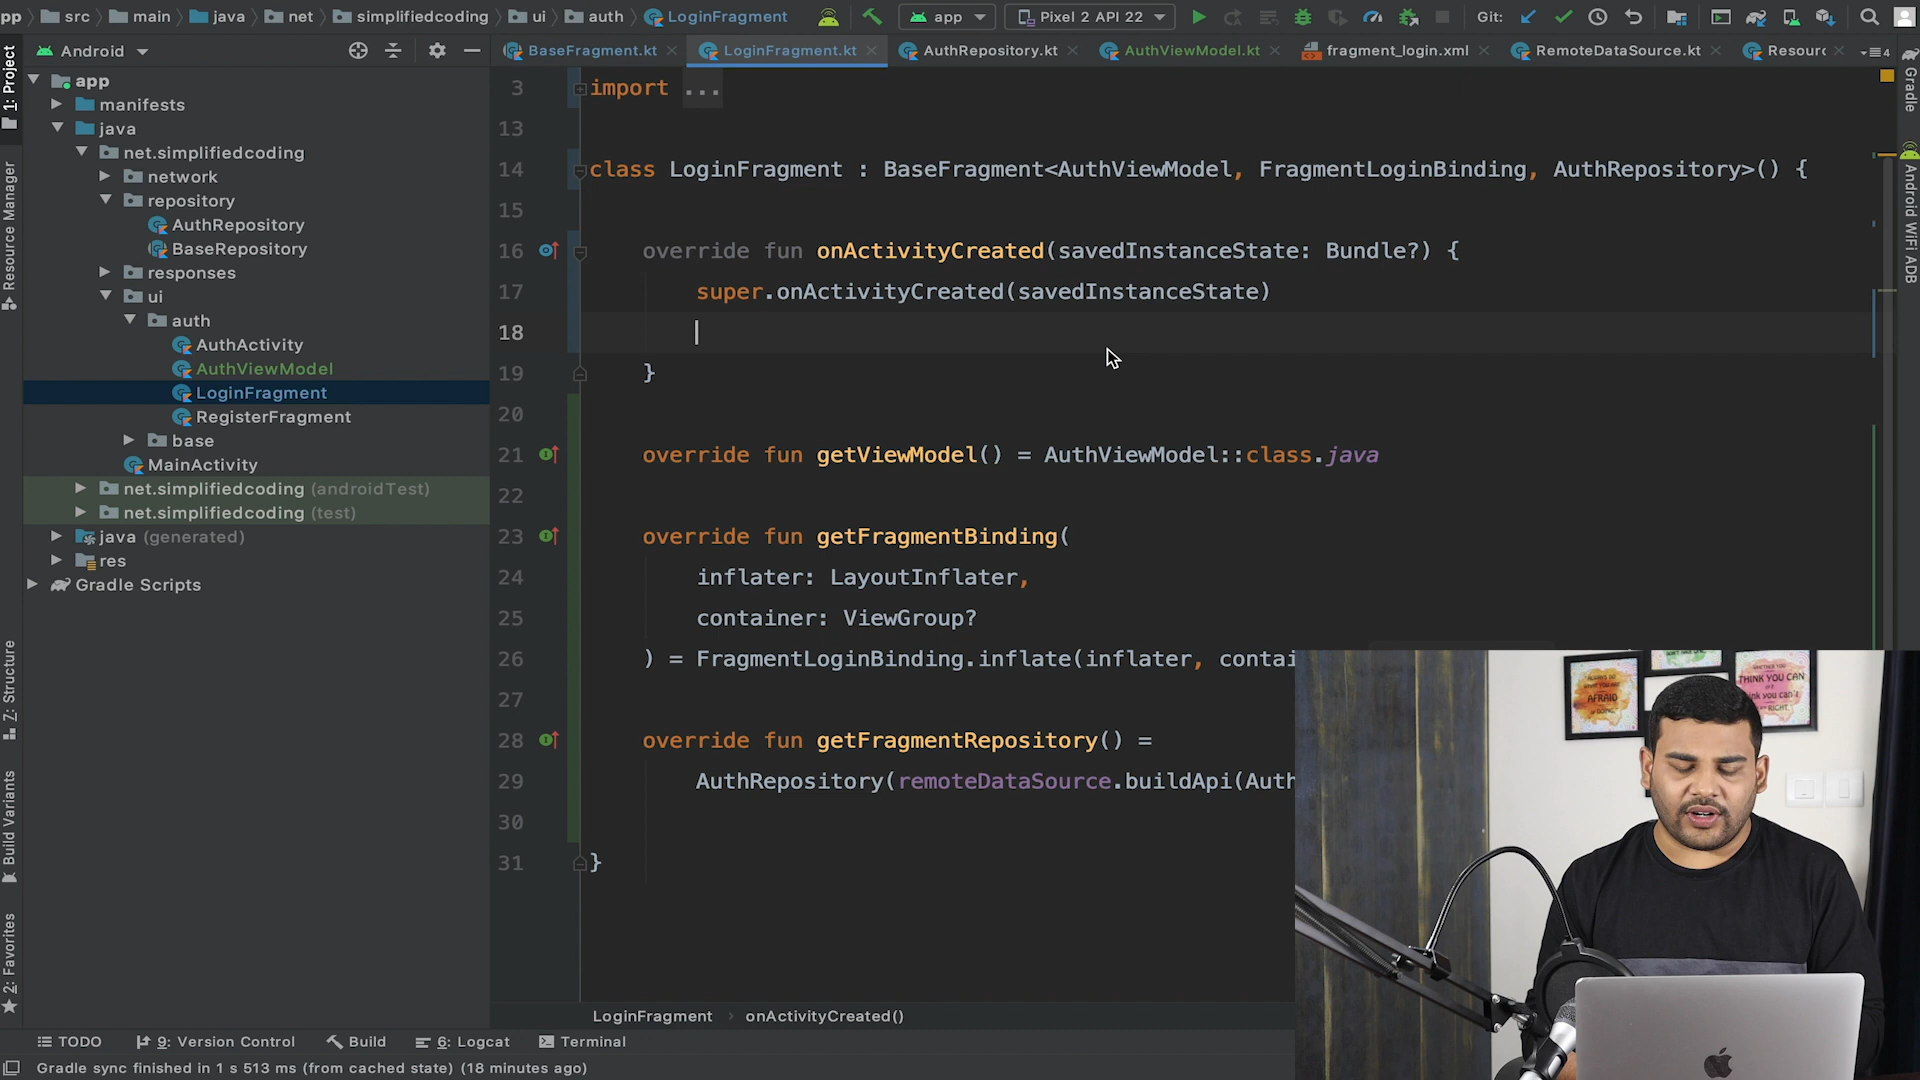 pp src main java net simplifiedcoding ui auth LoginFragment app Pixel 2 API 22 Git:
Android
BaseFragment.kt LoginFragment.kt AuthRepository.kt AuthViewModel.kt fragment_login.xml RemoteDataSource.kt Resourc 4
1: Project
Resource Manager
Z: Structure
Build Variants
2: Favorites
app
manifests
java
net.simplifiedcoding
network
repository
AuthRepository
BaseRepository
responses
ui
auth
AuthActivity
AuthViewModel
LoginFragment
RegisterFragment
base
MainActivity
net.simplifiedcoding (androidTest)
net.simplifiedcoding (test)
java (generated)
res
Gradle Scripts
3 import ...
13
14 class LoginFragment : BaseFragment<AuthViewModel, FragmentLoginBinding, AuthRepository>() {
15
16 override fun onActivityCreated(savedInstanceState: Bundle?) {
17 super.onActivityCreated(savedInstanceState)
18
19 }
20
21 override fun getViewModel() = AuthViewModel::class.java
22
23 override fun getFragmentBinding(
24 inflater: LayoutInflater,
25 container: ViewGroup?
26 ) = FragmentLoginBinding.inflate(inflater, contai
27
28 override fun getFragmentRepository() =
29 AuthRepository(remoteDataSource.buildApi(Auth
30
31 }
Gradle
Android WiFi ADB
AFRAID
THINK YOU CAN
nk you can't
RIGHT.
LoginFragment › onActivityCreated()
TODO 9: Version Control Build 6: Logcat Terminal
Gradle sync finished in 1 s 513 ms (from cached state) (18 minutes ago)